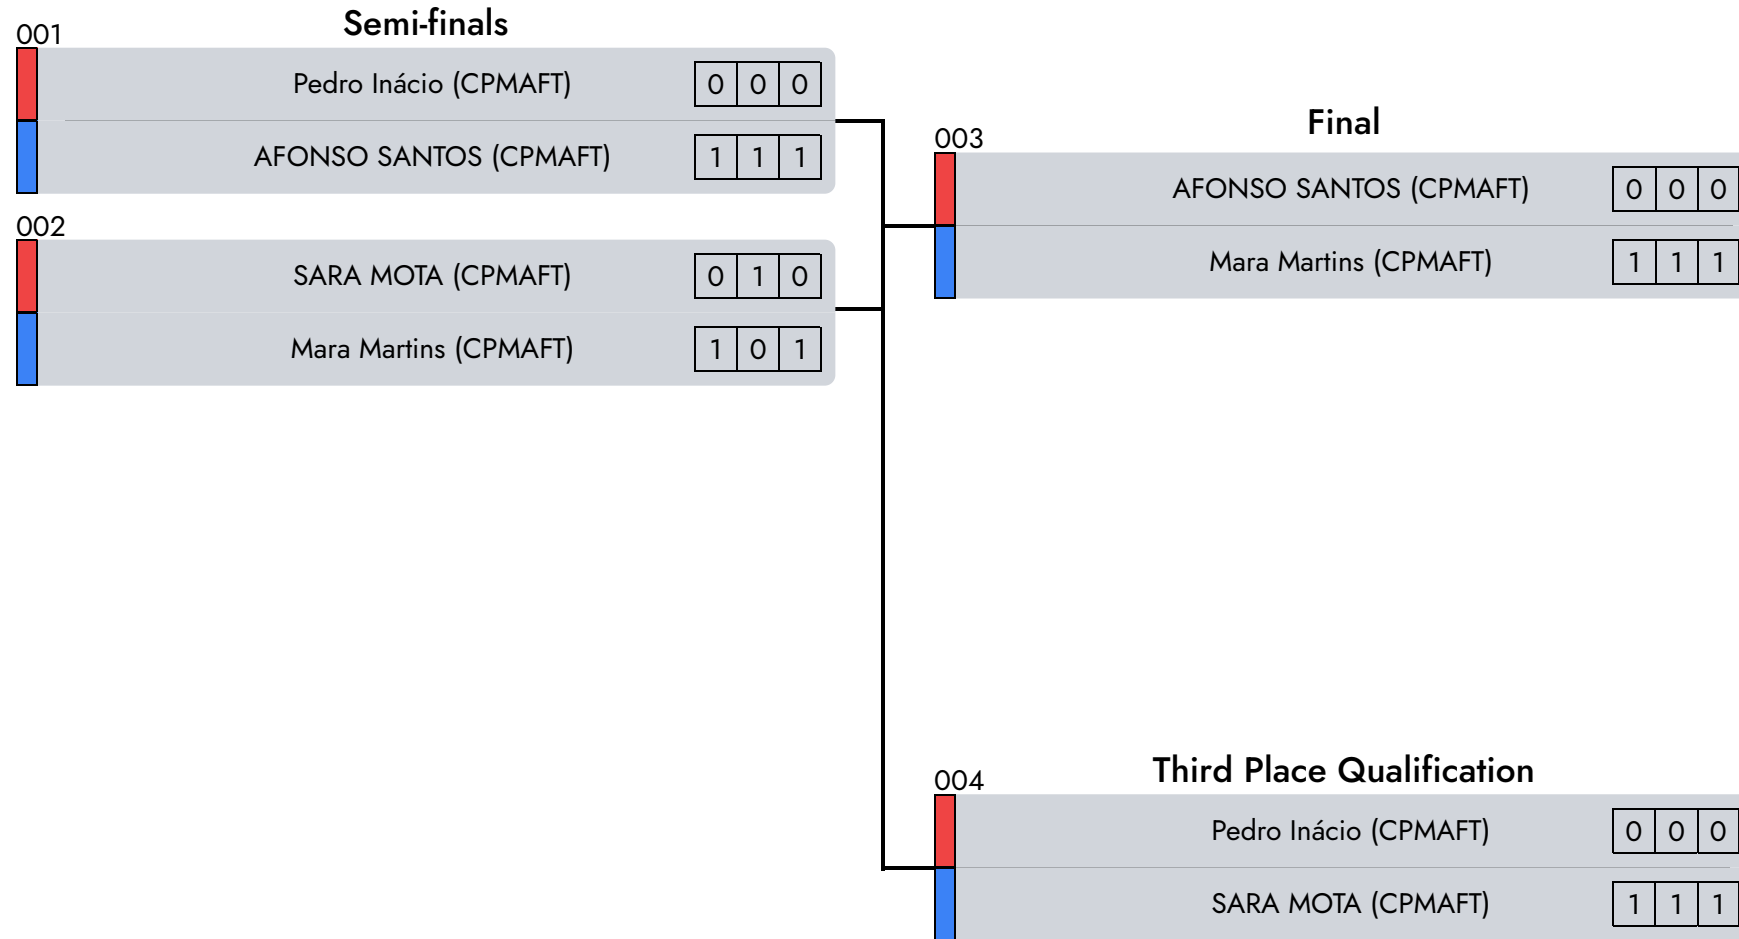 Semi-finals
001
Pedro Inácio (CPMAFT) 0 0 0
AFONSO SANTOS (CPMAFT) 1 1 1
002
SARA MOTA (CPMAFT) 0 1 0
Mara Martins (CPMAFT) 1 0 1
Final
003
AFONSO SANTOS (CPMAFT) 0 0 0
Mara Martins (CPMAFT) 1 1 1
Third Place Qualification
004
Pedro Inácio (CPMAFT) 0 0 0
SARA MOTA (CPMAFT) 1 1 1